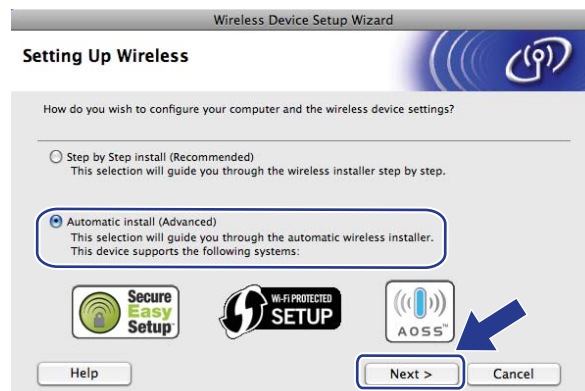 Wireless Device Setup Wizard
Setting Up Wireless
How do you wish to configure your computer and the wireless device settings?
Step by Step install (Recommended)
This selection will guide you through the wireless installer step by step.
Automatic install (Advanced)
This selection will guide you through the automatic wireless installer.
This device supports the following systems:
Secure
Easy
Setup
Wi-Fi PROTECTED
SETUP
AOSS™
Help
Next >
Cancel